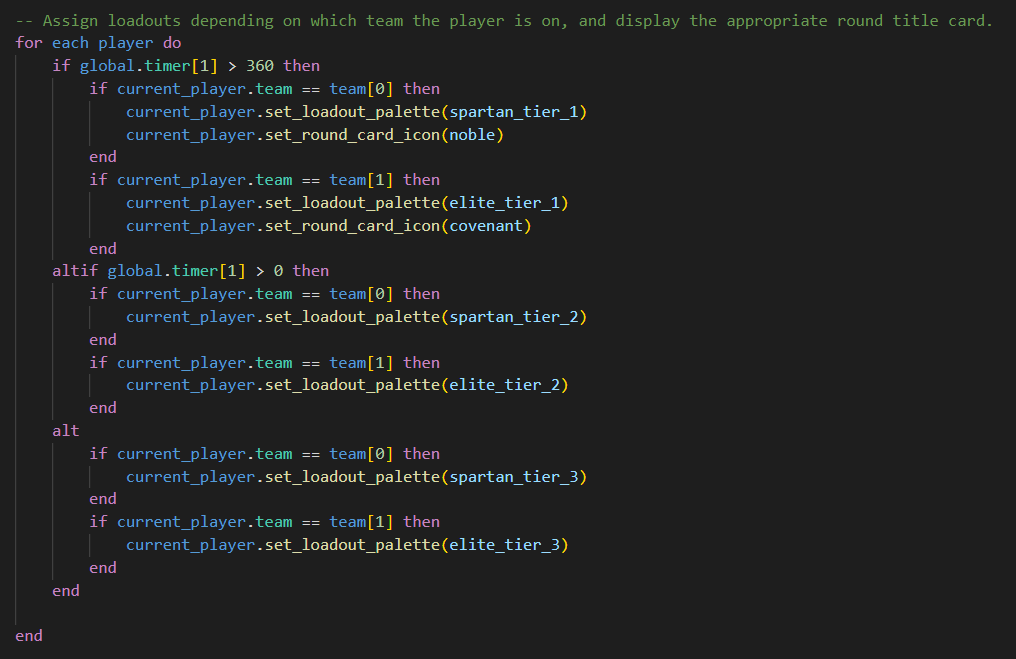 -- Assign loadouts depending on which team the player is on, and display the appropriate round title card.
for each player do
    if global.timer[1] > 360 then
        if current_player.team == team[0] then
            current_player.set_loadout_palette(spartan_tier_1)
            current_player.set_round_card_icon(noble)
        end
        if current_player.team == team[1] then
            current_player.set_loadout_palette(elite_tier_1)
            current_player.set_round_card_icon(covenant)
        end
    altif global.timer[1] > 0 then
        if current_player.team == team[0] then
            current_player.set_loadout_palette(spartan_tier_2)
        end
        if current_player.team == team[1] then
            current_player.set_loadout_palette(elite_tier_2)
        end
    alt
        if current_player.team == team[0] then
            current_player.set_loadout_palette(spartan_tier_3)
        end
        if current_player.team == team[1] then
            current_player.set_loadout_palette(elite_tier_3)
        end
    end

end